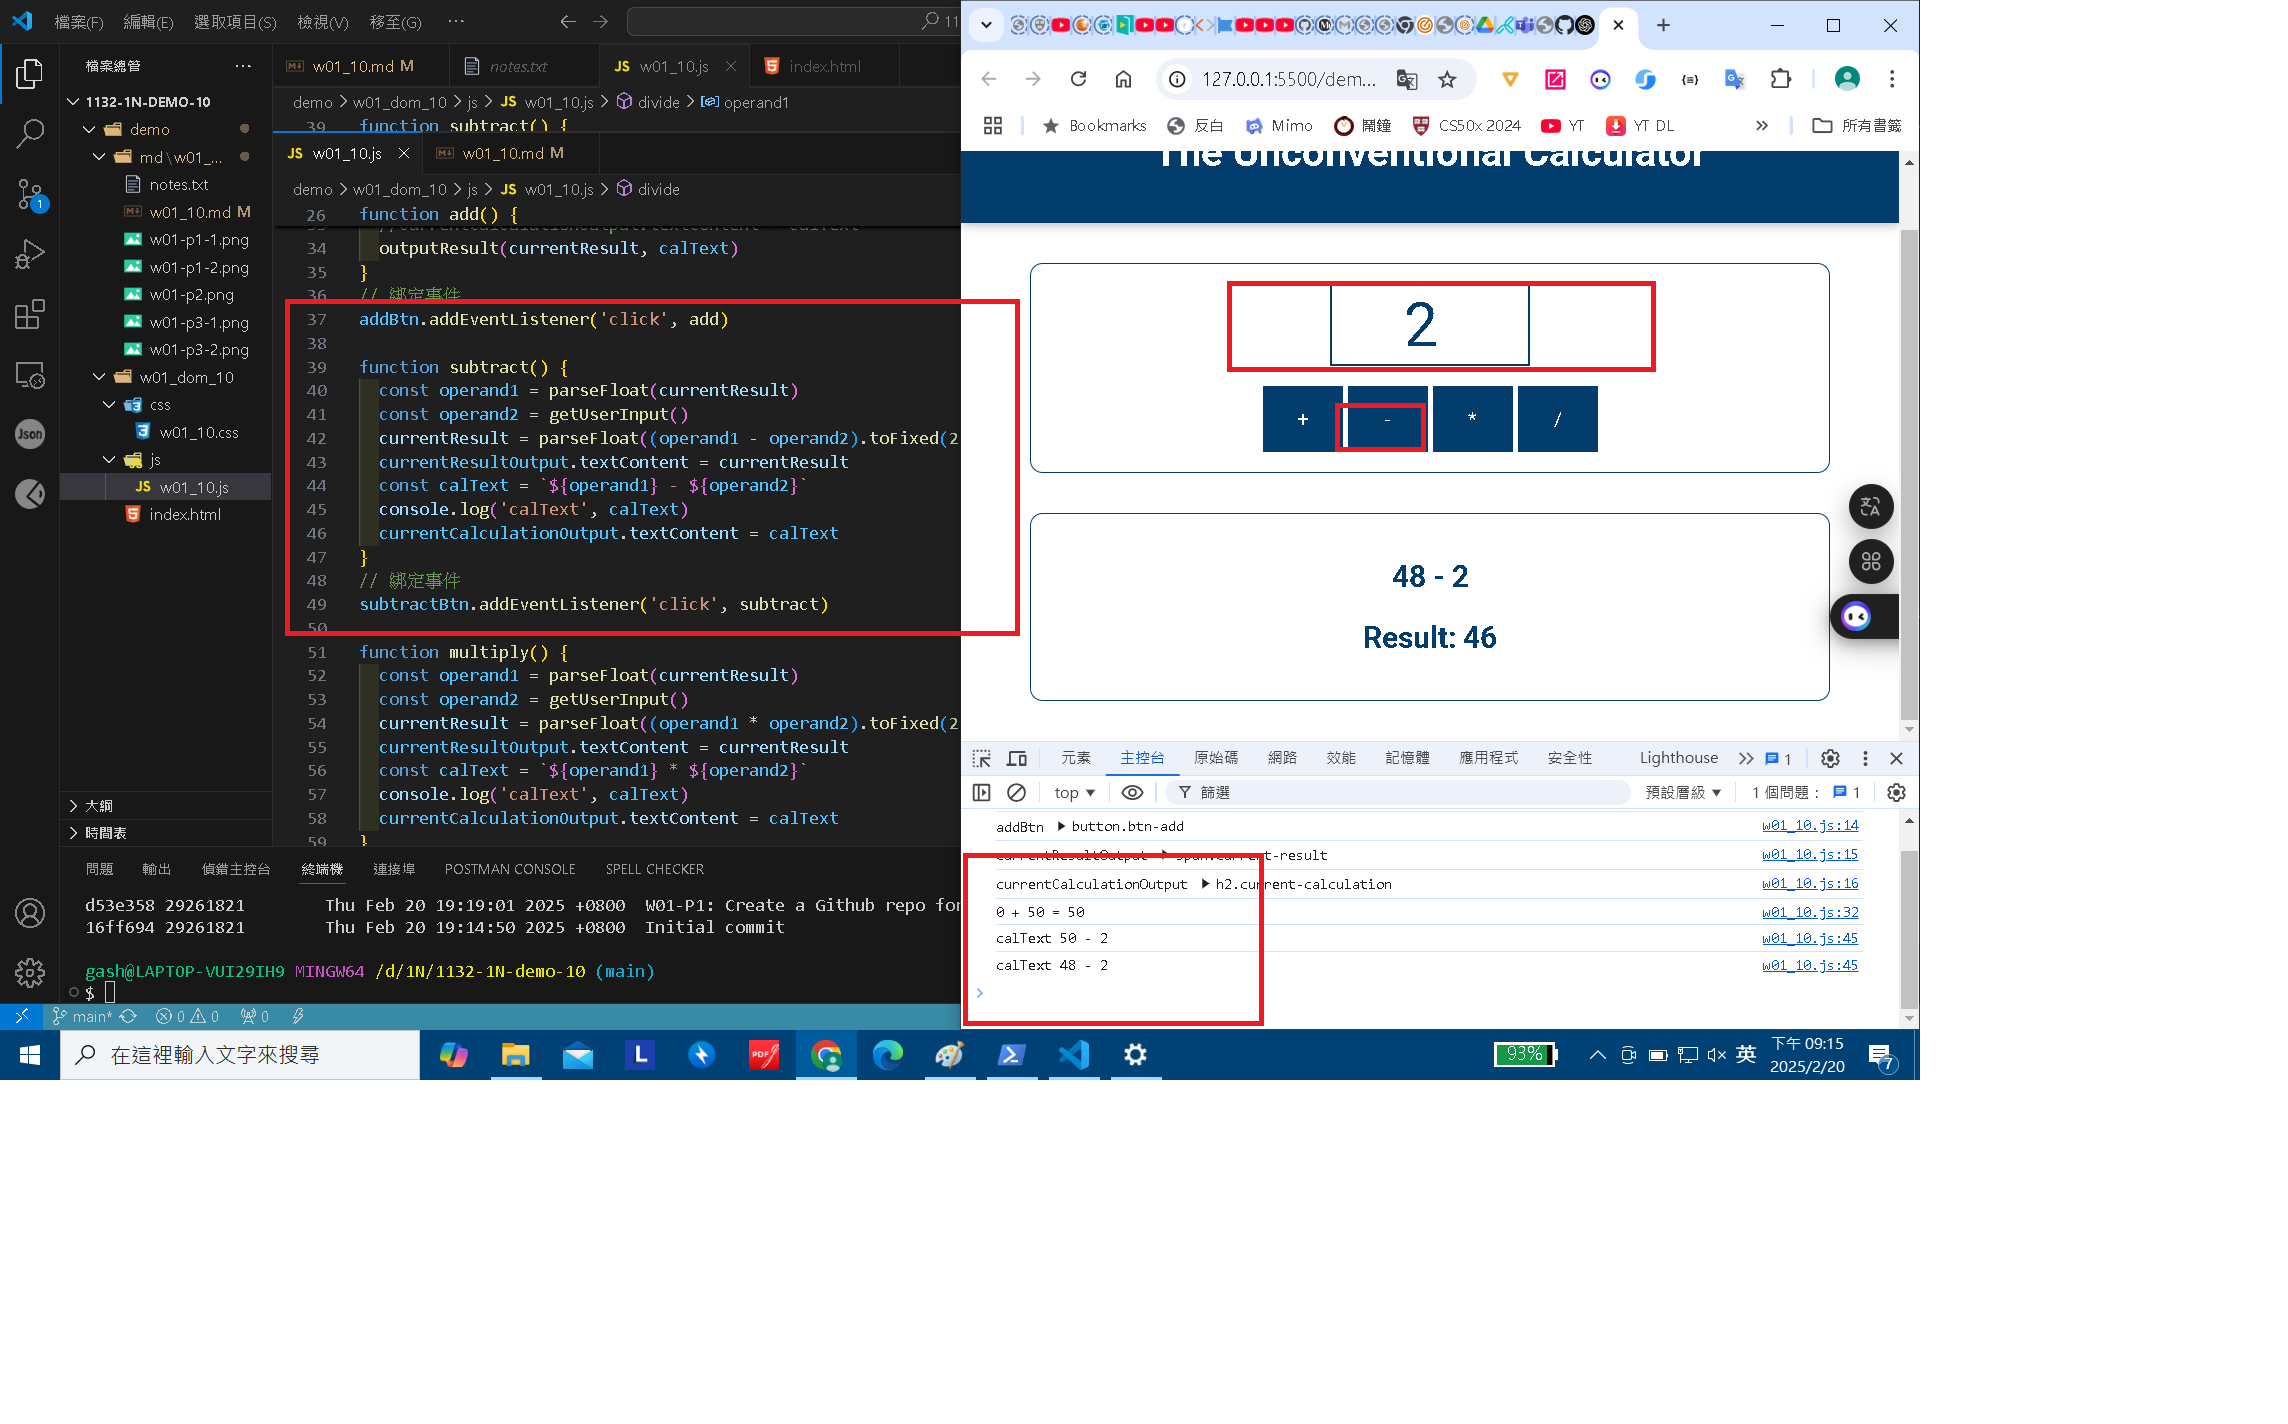 檔案(F) 編輯(E) 選取項目(S) 檢視(V) 移至(G) ··· 11
檔案總管 ···
1132-1N-DEMO-10
demo
md \ w01_...
notes.txt
w01_10.md M
w01-p1-1.png
w01-p1-2.png
w01-p2.png
w01-p3-1.png
w01-p3-2.png
w01_dom_10
css
w01_10.css
js
JS w01_10.js
index.html
大綱
時間表
w01_10.md M notes.txt JS w01_10.js index.html
demo > w01_dom_10 > js > JS w01_10.js > divide > operand1
39 function subtract() {
JS w01_10.js w01_10.md M
demo > w01_dom_10 > js > JS w01_10.js > divide
26 function add() {
//currentCalculationOutput.textContent = calText
34 outputResult(currentResult, calText)
35 }
36 // 綁定事件
37 addBtn.addEventListener('click', add)
38
39 function subtract() {
40 const operand1 = parseFloat(currentResult)
41 const operand2 = getUserInput()
42 currentResult = parseFloat((operand1 - operand2).toFixed(2
43 currentResultOutput.textContent = currentResult
44 const calText = `${operand1} - ${operand2}`
45 console.log('calText', calText)
46 currentCalculationOutput.textContent = calText
47 }
48 // 綁定事件
49 subtractBtn.addEventListener('click', subtract)
50
51 function multiply() {
52 const operand1 = parseFloat(currentResult)
53 const operand2 = getUserInput()
54 currentResult = parseFloat((operand1 * operand2).toFixed(2
55 currentResultOutput.textContent = currentResult
56 const calText = `${operand1} * ${operand2}`
57 console.log('calText', calText)
58 currentCalculationOutput.textContent = calText
59 }
問題 輸出 偵錯主控台 終端機 連接埠 POSTMAN CONSOLE SPELL CHECKER
d53e358 29261821 Thu Feb 20 19:19:01 2025 +0800 W01-P1: Create a Github repo for
16ff694 29261821 Thu Feb 20 19:14:50 2025 +0800 Initial commit
gash@LAPTOP-VUI29IH9 MINGW64 /d/1N/1132-1N-demo-10 (main)
$
main* 0 0 0
127.0.0.1:5500/dem...
Bookmarks 反白 Mimo 鬧鐘 CS50x 2024 YT YT DL » 所有書籤
The Unconventional Calculator
2
+ - * /
48 - 2
Result: 46
元素 主控台 原始碼 網路 效能 記憶體 應用程式 安全性 Lighthouse » 1
top 篩選 預設層級 1 個問題： 1
addBtn button.btn-add w01_10.js:14
currentResultOutput span.current-result w01_10.js:15
currentCalculationOutput h2.current-calculation w01_10.js:16
0 + 50 = 50 w01_10.js:32
calText 50 - 2 w01_10.js:45
calText 48 - 2 w01_10.js:45
在這裡輸入文字來搜尋
93% 英 下午 09:15
2025/2/20 7